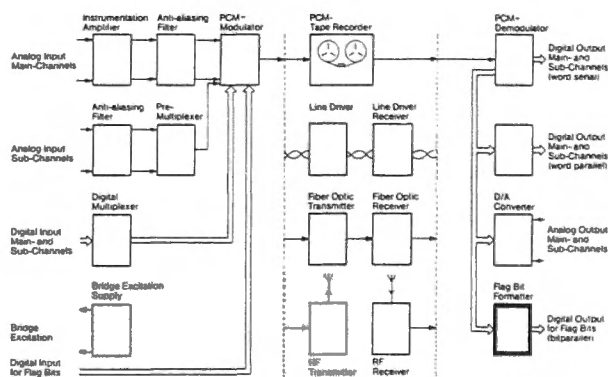 Instrumentation
Amplifier
Anti-aliasing
Filter
PCM-
Modulator
PCM-
Tape Recorder
PCM-
Demodulator
Analog Input
Main-Channels
Digital Output
Main- and
Sub-Channels
(word serial)
Anti-aliasing
Filter
Pre-
Multiplexer
Line Driver
Line Driver
Receiver
Analog Input
Sub-Channels
Digital Output
Main- and
Sub-Channels
(word parallel)
Digital
Multiplexer
Fiber Optic
Transmitter
Fiber Optic
Receiver
D/A
Converter
Digital Input
Main- and
Sub-Channels
Analog Output
Main- and
Sub-Channels
Bridge Excitation
Supply
Flag Bit
Formatter
Bridge
Excitation
Digital Output
for Flag Bits
(bitparallel)
Digital Input
for Flag Bits
RF
Transmitter
RF
Receiver